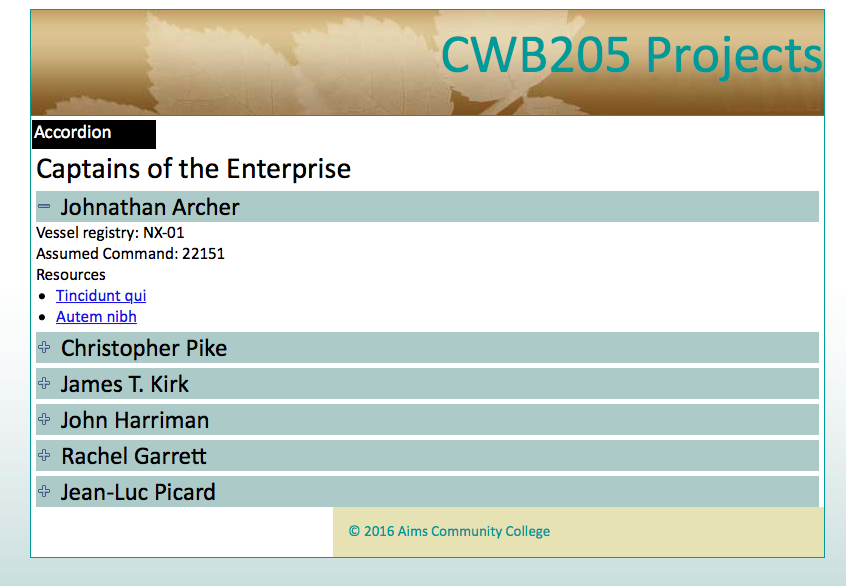 CWB205 Projects
Accordion
Captains of the Enterprise
Johnathan Archer
Vessel registry: NX-01
Assumed Command: 22151
Resources
Tincidunt qui
Autem nibh
Christopher Pike
James T. Kirk
John Harriman
Rachel Garrett
Jean-Luc Picard
© 2016 Aims Community College